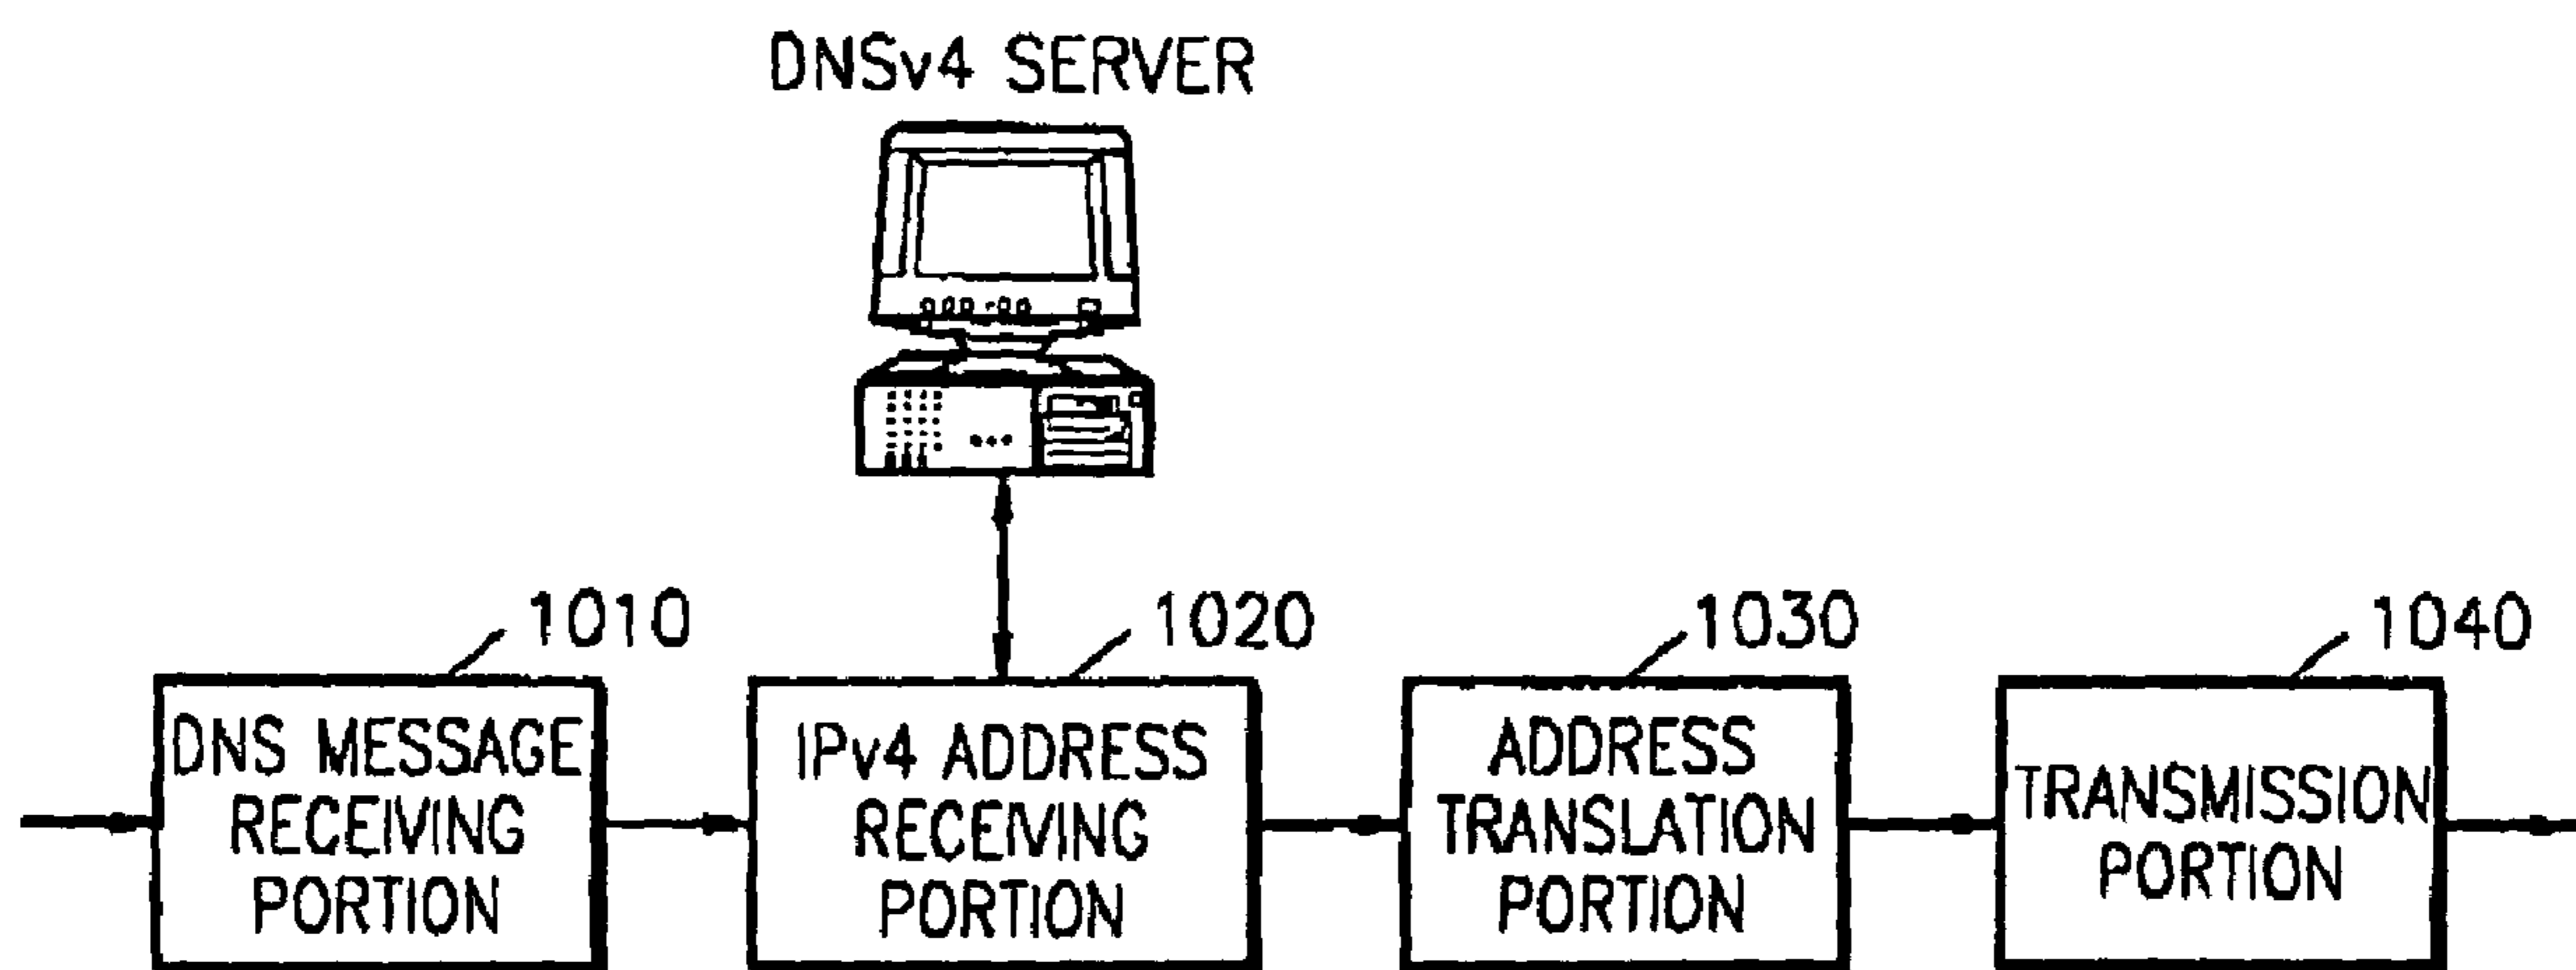 DNSv4 SERVER
1010
1020
1030
1040
DNS MESSAGE
RECEIVING
PORTION
IPv4 ADDRESS
RECEIVING
PORTION
ADDRESS
TRANSLATION
PORTION
TRANSMISSION
PORTION